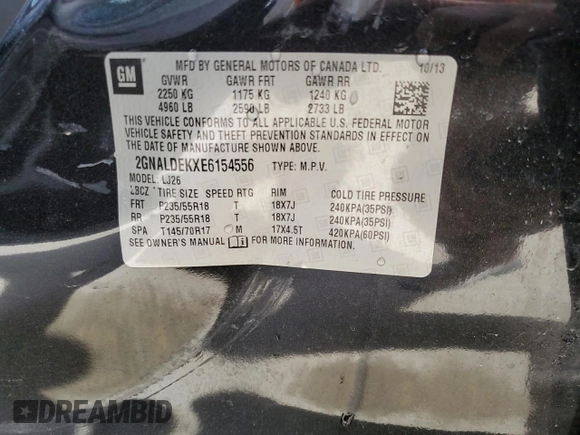 GM
MFD BY GENERAL MOTORS OF CANADA LTD. 10/13
GVWR GAWR FRT GAWR RR
2250 KG 1175 KG 1240 KG
4960 LB 2590 LB 2733 LB
THIS VEHICLE CONFORMS TO ALL APPLICABLE U.S. FEDERAL MOTOR
VEHICLE SAFETY AND THEFT PREVENTION STANDARDS IN EFFECT ON THE
DATE OF MANUFACTURE SHOWN ABOVE.
2GNALDEKXE6154556 TYPE: M.P.V.
MODEL: LJ26
LBCZ TIRE SIZE SPEED RTG RIM COLD TIRE PRESSURE
FRT P235/55R18 T 18X7J 240KPA(35PSI)
RR P235/55R18 T 18X7J 240KPA(35PSI)
SPA T145/70R17 M 17X4.5T 420KPA(60PSI)
SEE OWNER'S MANUAL FOR MORE INFORMATION.
DREAMBID